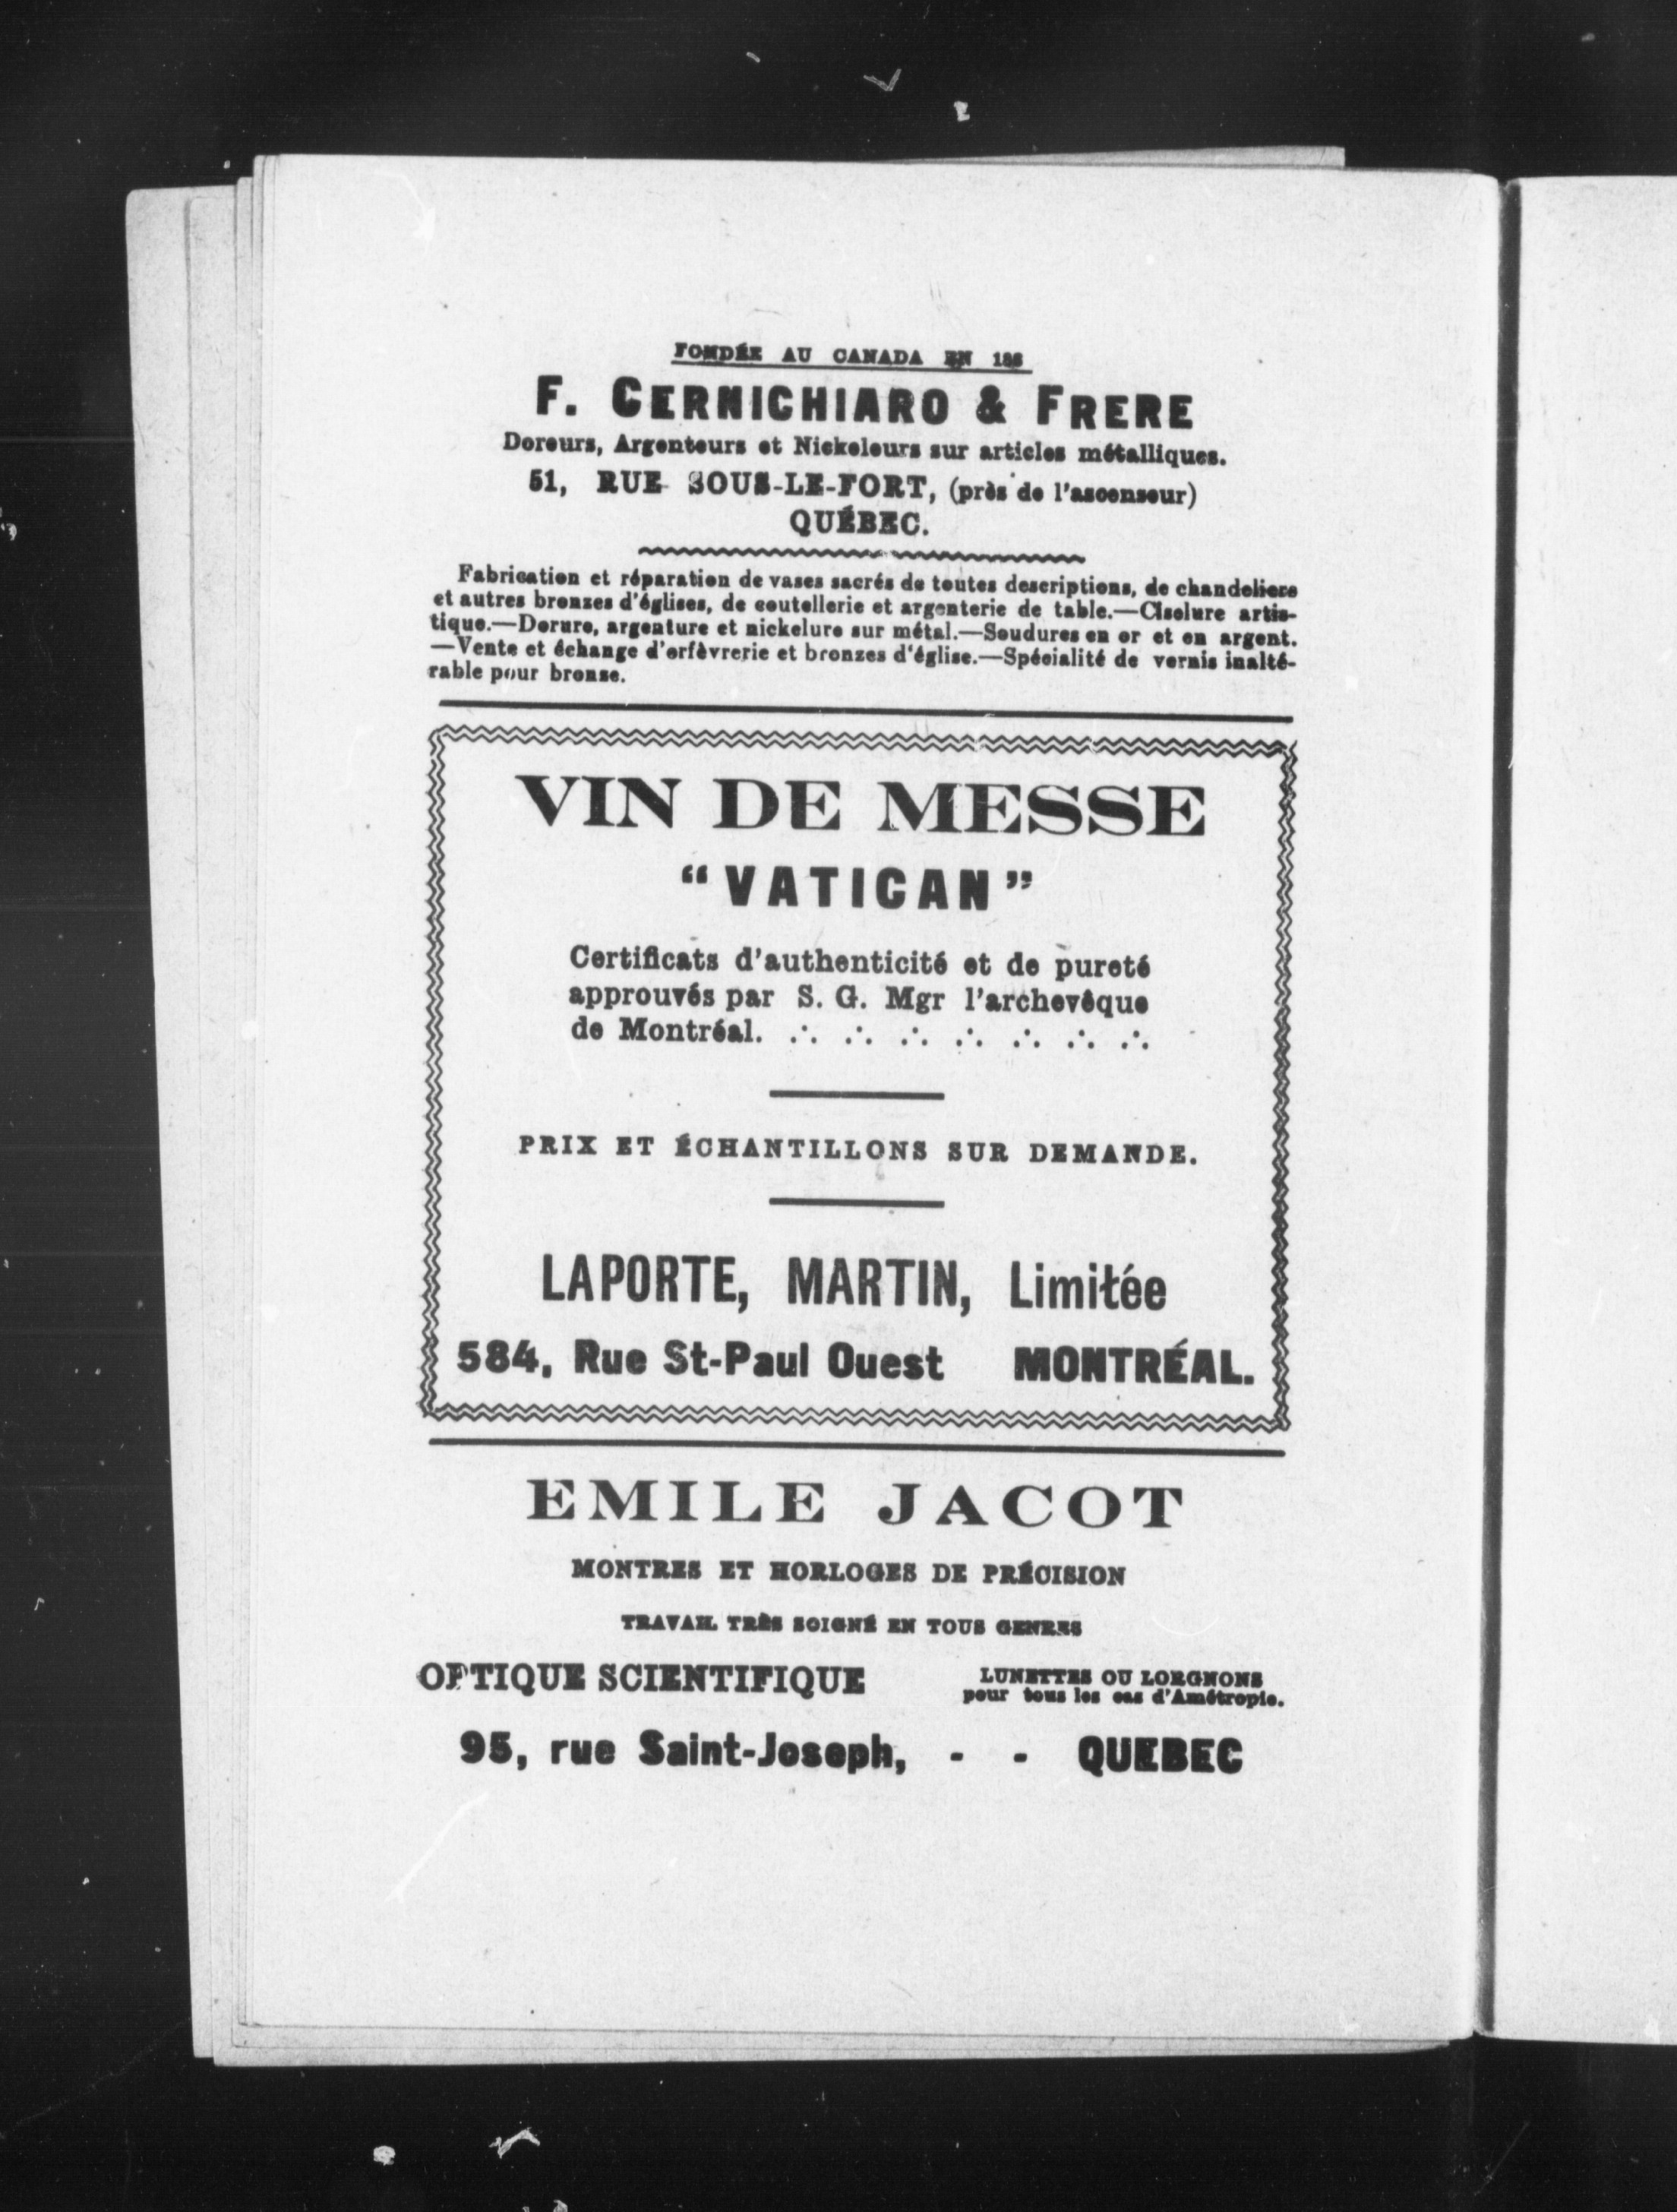 FONDÉE AU CANADA EN 186
F. CERNICHIARO & FRERE
Doreurs, Argenteurs et Nickeleurs sur articles métalliques.
51, RUE SOUS-LE-FORT, (près de l'ascenseur)
QUÉBEC.
Fabrication et réparation de vases sacrés de toutes descriptions, de chandeliers
et autres bronzes d'églises, de coutellerie et argenterie de table.—Ciselure artis-
tique.—Dorure, argenture et nickelure sur métal.—Soudures en or et en argent.
—Vente et échange d'orfèvrerie et bronzes d'église.—Spécialité de vernis inalté-
rable pour bronze.
VIN DE MESSE
"VATICAN"
Certificats d'authenticité et de pureté
approuvés par S. G. Mgr l'archevêque
de Montréal. ∴ ∴ ∴ ∴ ∴ ∴ ∴
PRIX ET ÉCHANTILLONS SUR DEMANDE.
LAPORTE, MARTIN, Limitée
584, Rue St-Paul Ouest MONTRÉAL.
EMILE JACOT
MONTRES ET HORLOGES DE PRÉCISION
TRAVAIL TRÈS SOIGNÉ EN TOUS GENRES
OPTIQUE SCIENTIFIQUE
LUNETTES OU LORGNONS
pour tous les cas d'Amétropie.
95, rue Saint-Joseph, - - QUEBEC